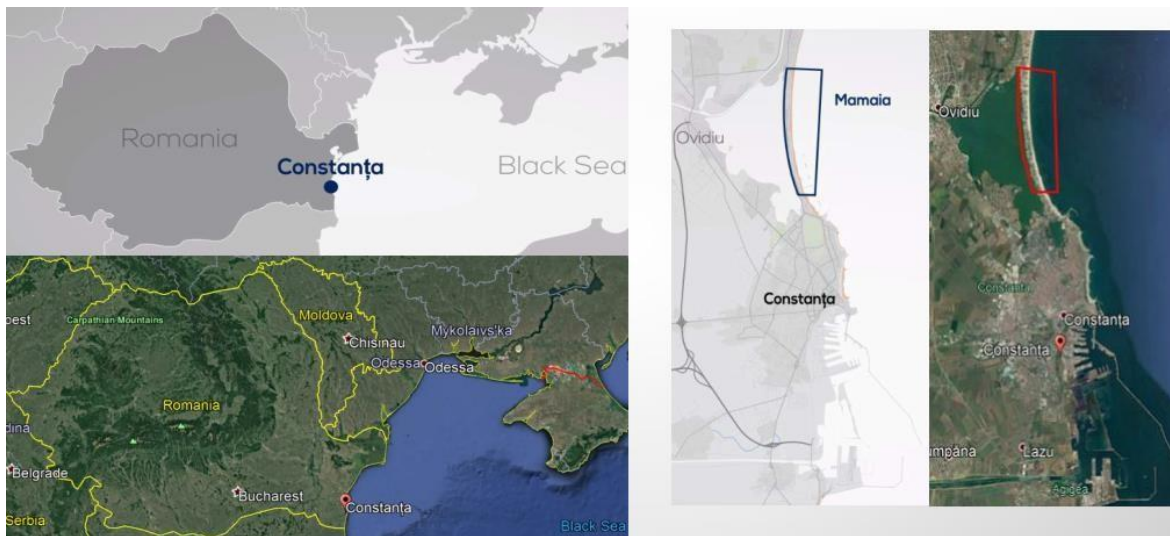 Romania
Constanța
Black Sea
Carpathian Mountains
Moldova
Chisinau
Mykolaivs'ka
Odessa
Odessa
Romania
Belgrade
Bucharest
Constanța
Serbia
Black Sea
Mamaia
Ovidiu
Constanța
Ovidiu
Constanta
Constanța
Constanța
Lazu
Agigea